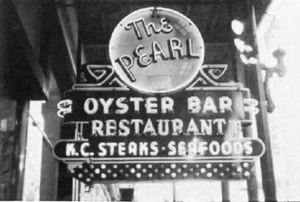 The
PEARL
OYSTER BAR
RESTAURANT
K.C. STEAKS · SEAFOODS